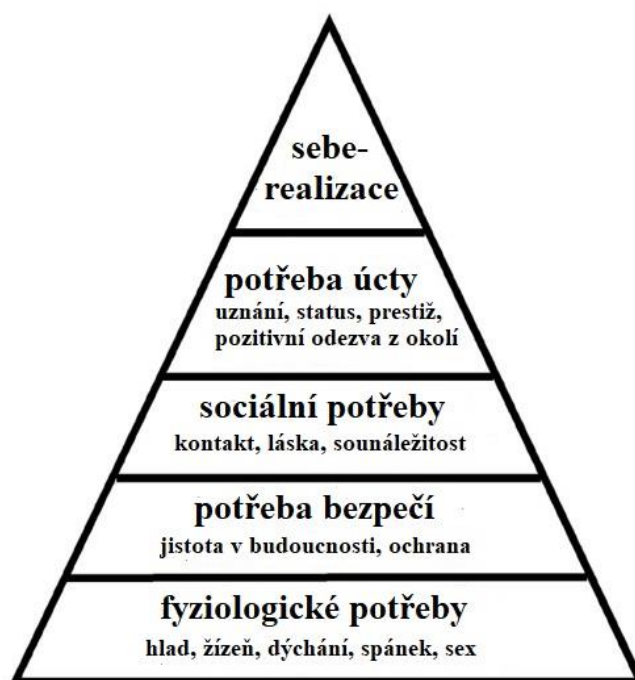 sebe-
realizace
potřeba úcty
uznání, status, prestiž,
pozitivní odezva z okolí
sociální potřeby
kontakt, láska, sounáležitost
potřeba bezpečí
jistota v budoucnosti, ochrana
fyziologické potřeby
hlad, žízeň, dýchání, spánek, sex